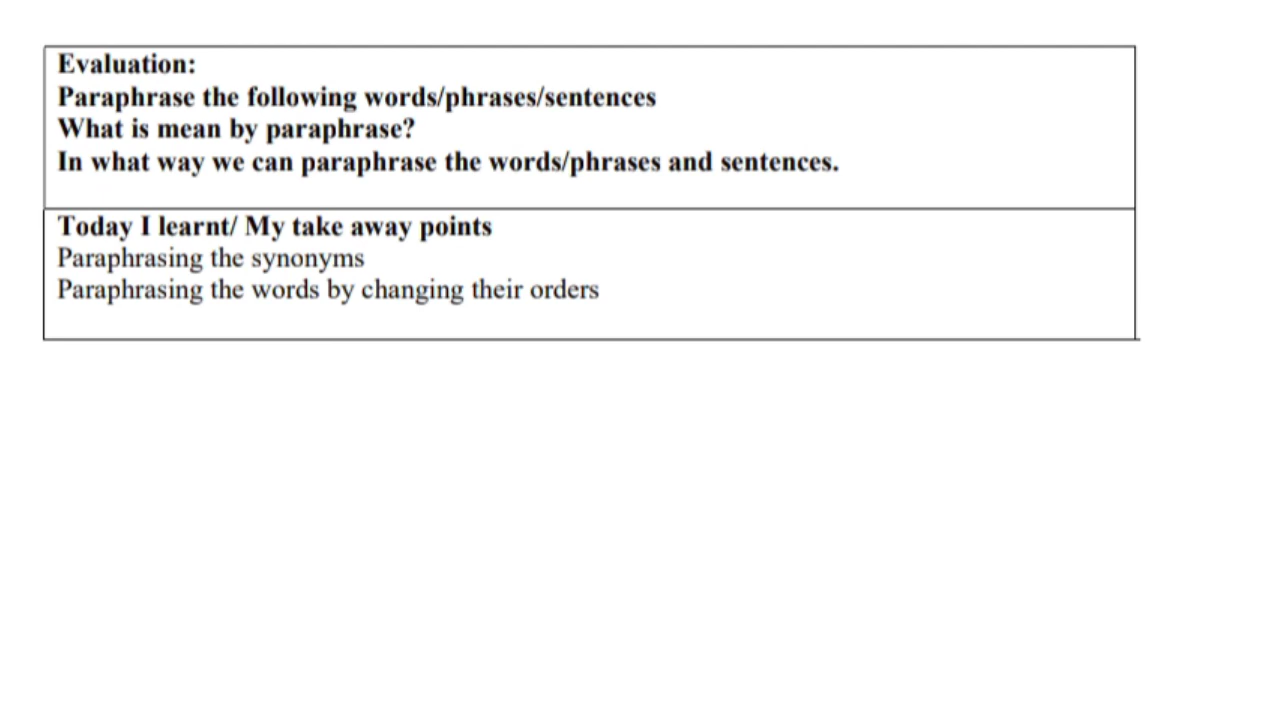 Evaluation:
Paraphrase the following words/phrases/sentences
What is mean by paraphrase?
In what way we can paraphrase the words/phrases and sentences.
Today I learnt/ My take away points
Paraphrasing the synonyms
Paraphrasing the words by changing their orders